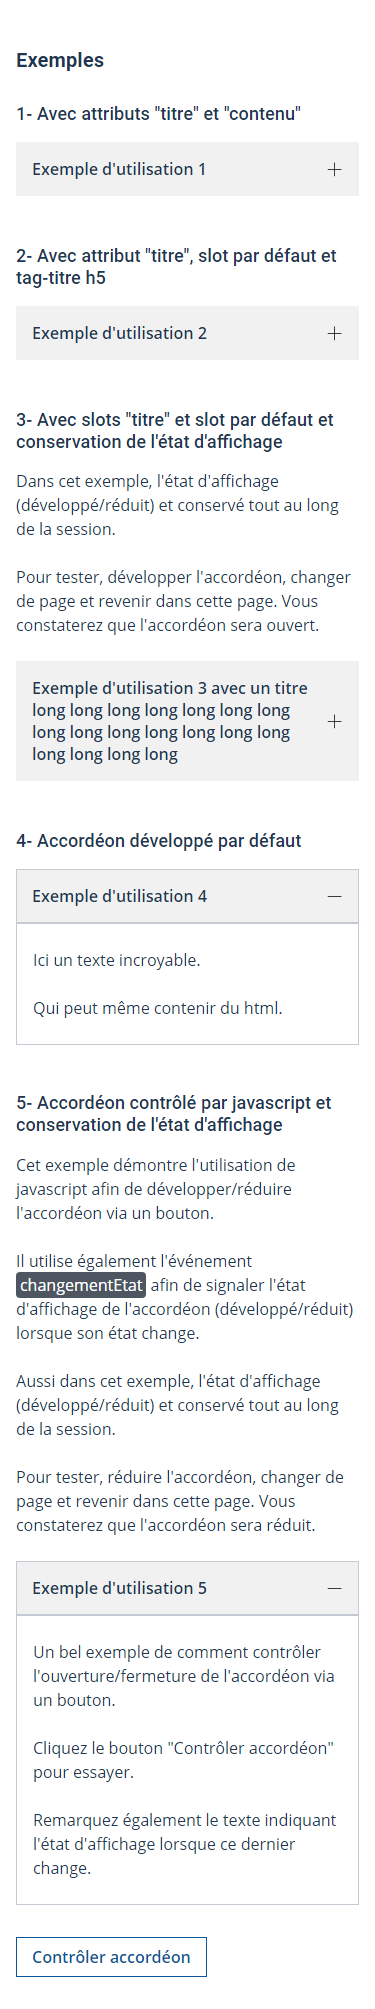 Exemples
1- Avec attributs "titre" et "contenu"
Exemple d'utilisation 1
2- Avec attribut "titre", slot par défaut et
tag-titre h5
Exemple d'utilisation 2
3- Avec slots "titre" et slot par défaut et
conservation de l'état d'affichage
Dans cet exemple, l'état d'affichage
(développé/réduit) et conservé tout au long
de la session.
Pour tester, développer l'accordéon, changer
de page et revenir dans cette page. Vous
constaterez que l'accordéon sera ouvert.
Exemple d'utilisation 3 avec un titre
long long long long long long long
long long long long long long long
long long long long
4- Accordéon développé par défaut
Exemple d'utilisation 4
Ici un texte incroyable.
Qui peut même contenir du html.
5- Accordéon contrôlé par javascript et
conservation de l'état d'affichage
Cet exemple démontre l'utilisation de
javascript afin de développer/réduire
l'accordéon via un bouton.
Il utilise également l'événement
changementEtat afin de signaler l'état
d'affichage de l'accordéon (développé/réduit)
lorsque son état change.
Aussi dans cet exemple, l'état d'affichage
(développé/réduit) et conservé tout au long
de la session.
Pour tester, réduire l'accordéon, changer de
page et revenir dans cette page. Vous
constaterez que l'accordéon sera réduit.
Exemple d'utilisation 5
Un bel exemple de comment contrôler
l'ouverture/fermeture de l'accordéon via
un bouton.
Cliquez le bouton "Contrôler accordéon"
pour essayer.
Remarquez également le texte indiquant
l'état d'affichage lorsque ce dernier
change.
Contrôler accordéon